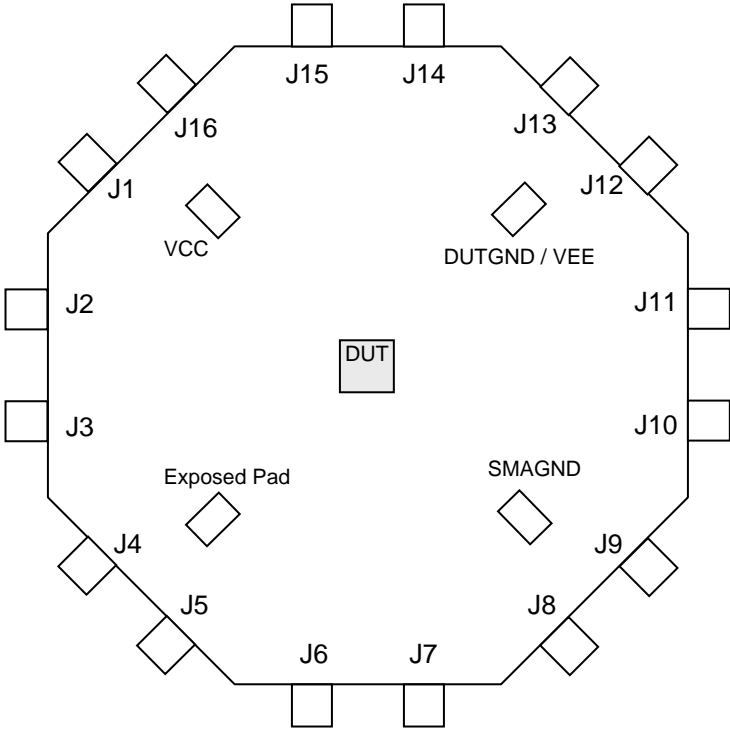 J15
J14
J16
J13
J1
J12
VCC
DUTGND / VEE
J2
J11
DUT
J3
J10
Exposed Pad
SMAGND
J4
J9
J5
J8
J6
J7